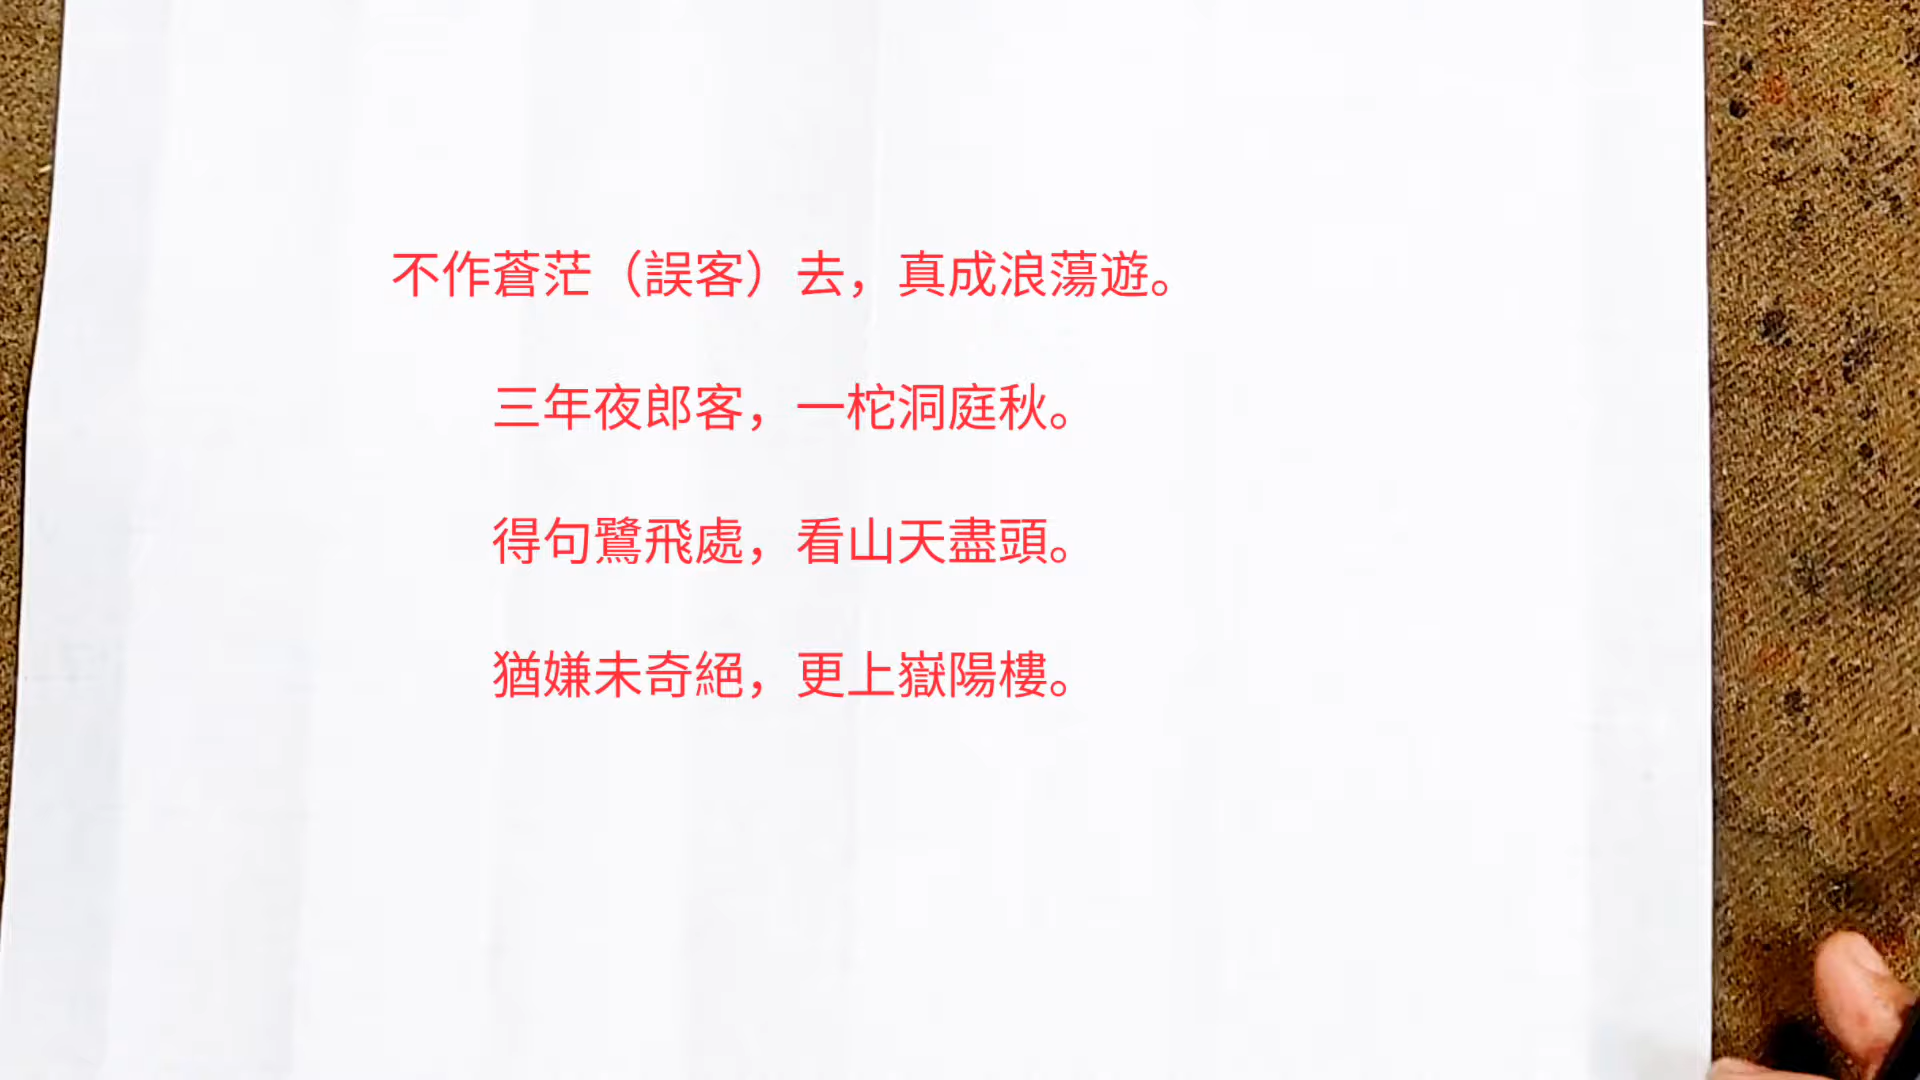 不作蒼茫（誤客）去，真成浪蕩遊。
三年夜郎客，一柁洞庭秋。
得句鷺飛處，看山天盡頭。
猶嫌未奇絕，更上嶽陽樓。